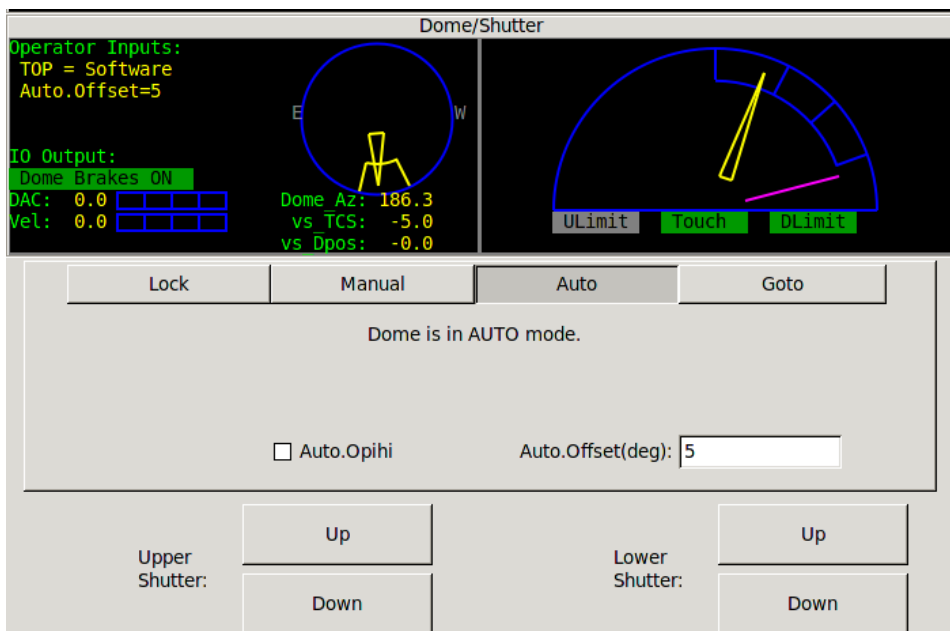 Dome/Shutter
Operator Inputs:
TOP = Software
Auto.Offset=5
E W
IO Output:
Dome Brakes ON
DAC: 0.0
Vel: 0.0
Dome_Az: 186.3
vs_TCS: -5.0
vs_Dpos: -0.0
ULimit Touch DLimit
Lock Manual Auto Goto
Dome is in AUTO mode.
Auto.Opihi Auto.Offset(deg): 5
Upper
Shutter:
Up
Down
Lower
Shutter:
Up
Down